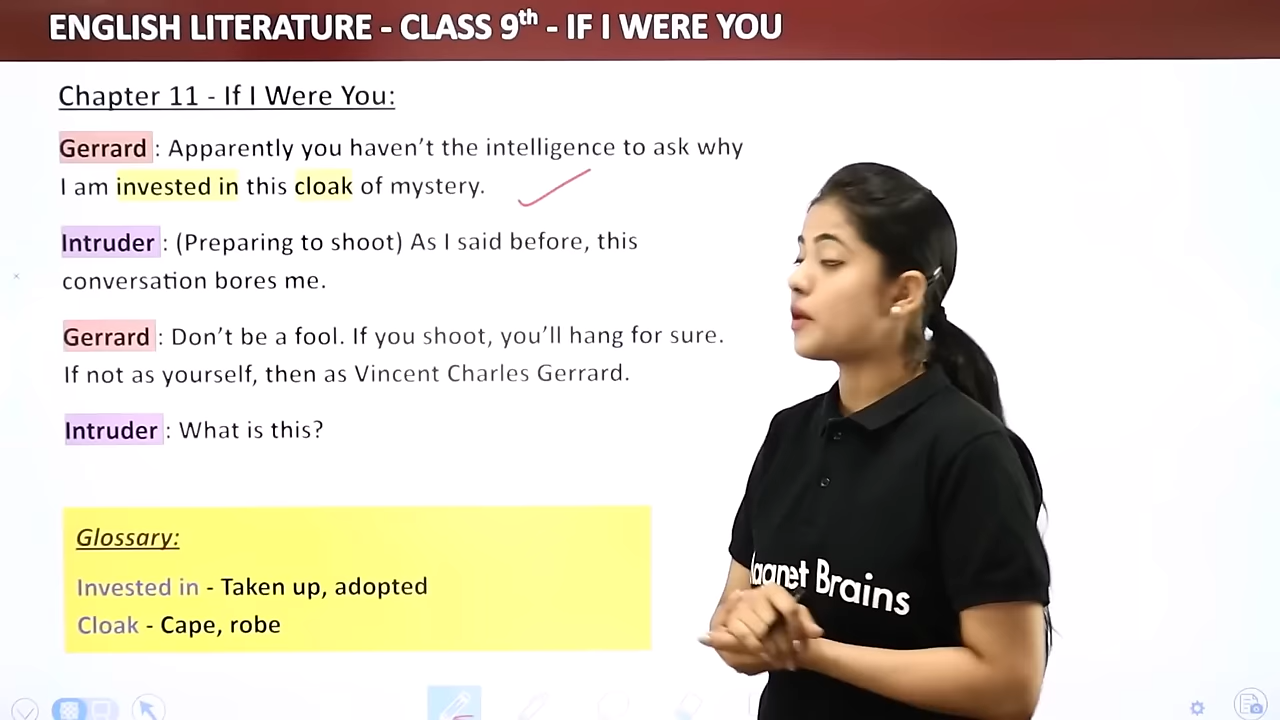 ENGLISH LITERATURE - CLASS 9th - IF I WERE YOU
Chapter 11 - If I Were You:
Gerrard : Apparently you haven't the intelligence to ask why
I am invested in this cloak of mystery.
Intruder : (Preparing to shoot) As I said before, this
conversation bores me.
Gerrard : Don't be a fool. If you shoot, you'll hang for sure.
If not as yourself, then as Vincent Charles Gerrard.
Intruder : What is this?
Glossary:
Invested in - Taken up, adopted
Cloak - Cape, robe
Brains